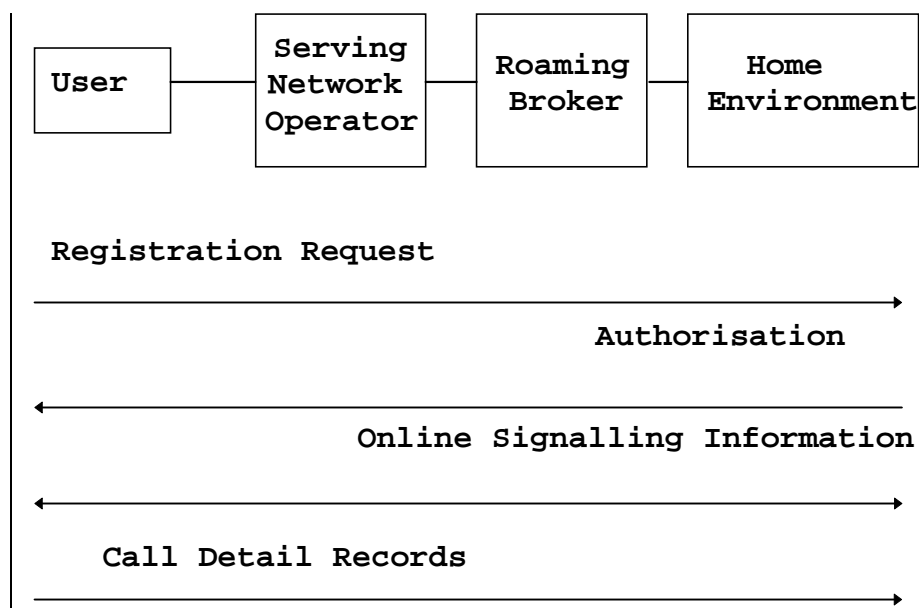 User
Serving
Network
Operator
Roaming
Broker
Home
Environment
Registration Request
Authorisation
Online Signalling Information
Call Detail Records